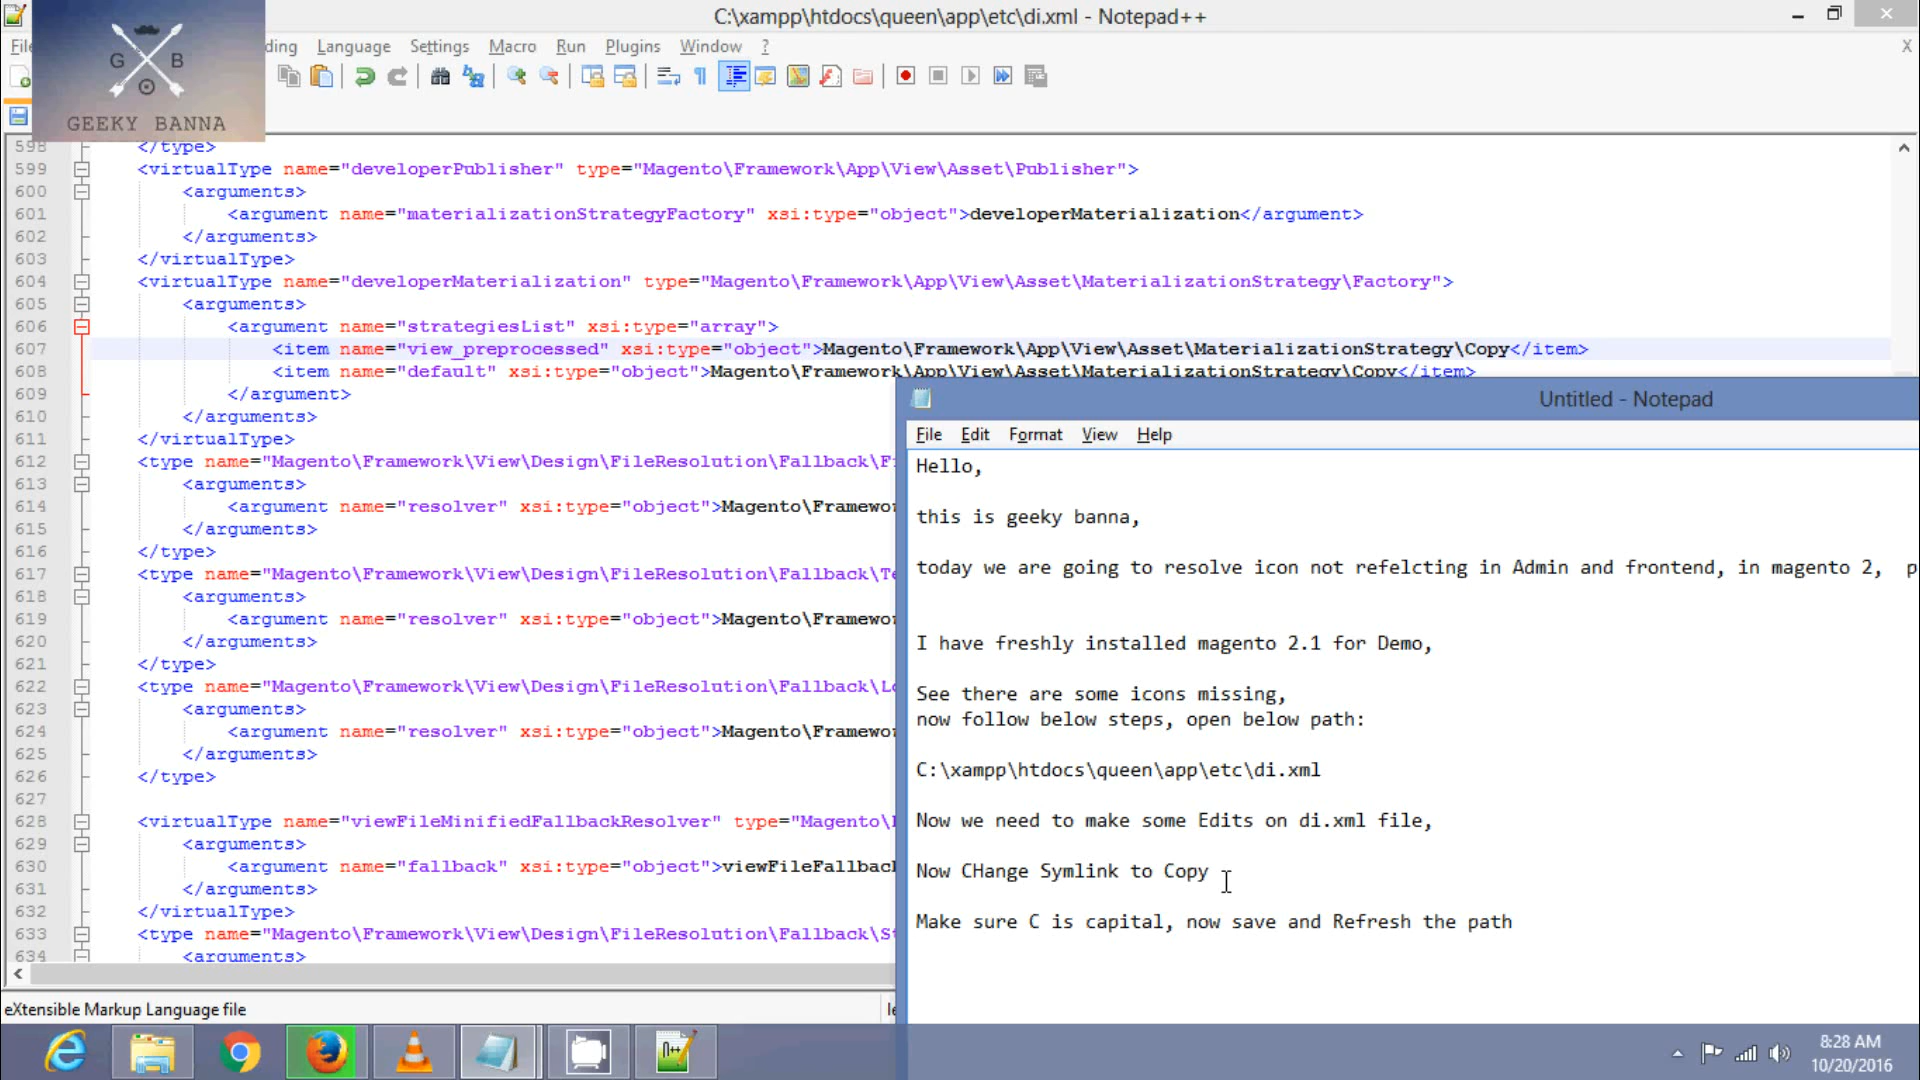 C:\xampp\htdocs\queen\app\etc\di.xml - Notepad++
Language Settings Macro Run Plugins Window ?
G B
GEEKY BANNA
598 </type>
599 <virtualType name="developerPublisher" type="Magento\Framework\App\View\Asset\Publisher">
600 <arguments>
601 <argument name="materializationStrategyFactory" xsi:type="object">developerMaterialization</argument>
602 </arguments>
603 </virtualType>
604 <virtualType name="developerMaterialization" type="Magento\Framework\App\View\Asset\MaterializationStrategy\Factory">
605 <arguments>
606 <argument name="strategiesList" xsi:type="array">
607 <item name="view_preprocessed" xsi:type="object">Magento\Framework\App\View\Asset\MaterializationStrategy\Copy</item>
608 <item name="default" xsi:type="object">Magento\Framework\App\View\Asset\MaterializationStrategy\Copy</item>
609 </argument>
610 </arguments>
611 </virtualType>
612 <type name="Magento\Framework\View\Design\FileResolution\Fallback\F
613 <arguments>
614 <argument name="resolver" xsi:type="object">Magento\Framewo
615 </arguments>
616 </type>
617 <type name="Magento\Framework\View\Design\FileResolution\Fallback\Te
618 <arguments>
619 <argument name="resolver" xsi:type="object">Magento\Framewo
620 </arguments>
621 </type>
622 <type name="Magento\Framework\View\Design\FileResolution\Fallback\Lo
623 <arguments>
624 <argument name="resolver" xsi:type="object">Magento\Framewo
625 </arguments>
626 </type>
627
628 <virtualType name="viewFileMinifiedFallbackResolver" type="Magento\
629 <arguments>
630 <argument name="fallback" xsi:type="object">viewFileFallbac
631 </arguments>
632 </virtualType>
633 <type name="Magento\Framework\View\Design\FileResolution\Fallback\St
634 <arguments>
eXtensible Markup Language file
Untitled - Notepad
File Edit Format View Help
Hello,
this is geeky banna,
today we are going to resolve icon not refelcting in Admin and frontend, in magento 2, p
I have freshly installed magento 2.1 for Demo,
See there are some icons missing,
now follow below steps, open below path:
C:\xampp\htdocs\queen\app\etc\di.xml
Now we need to make some Edits on di.xml file,
Now CHange Symlink to Copy
Make sure C is capital, now save and Refresh the path
8:28 AM
10/20/2016